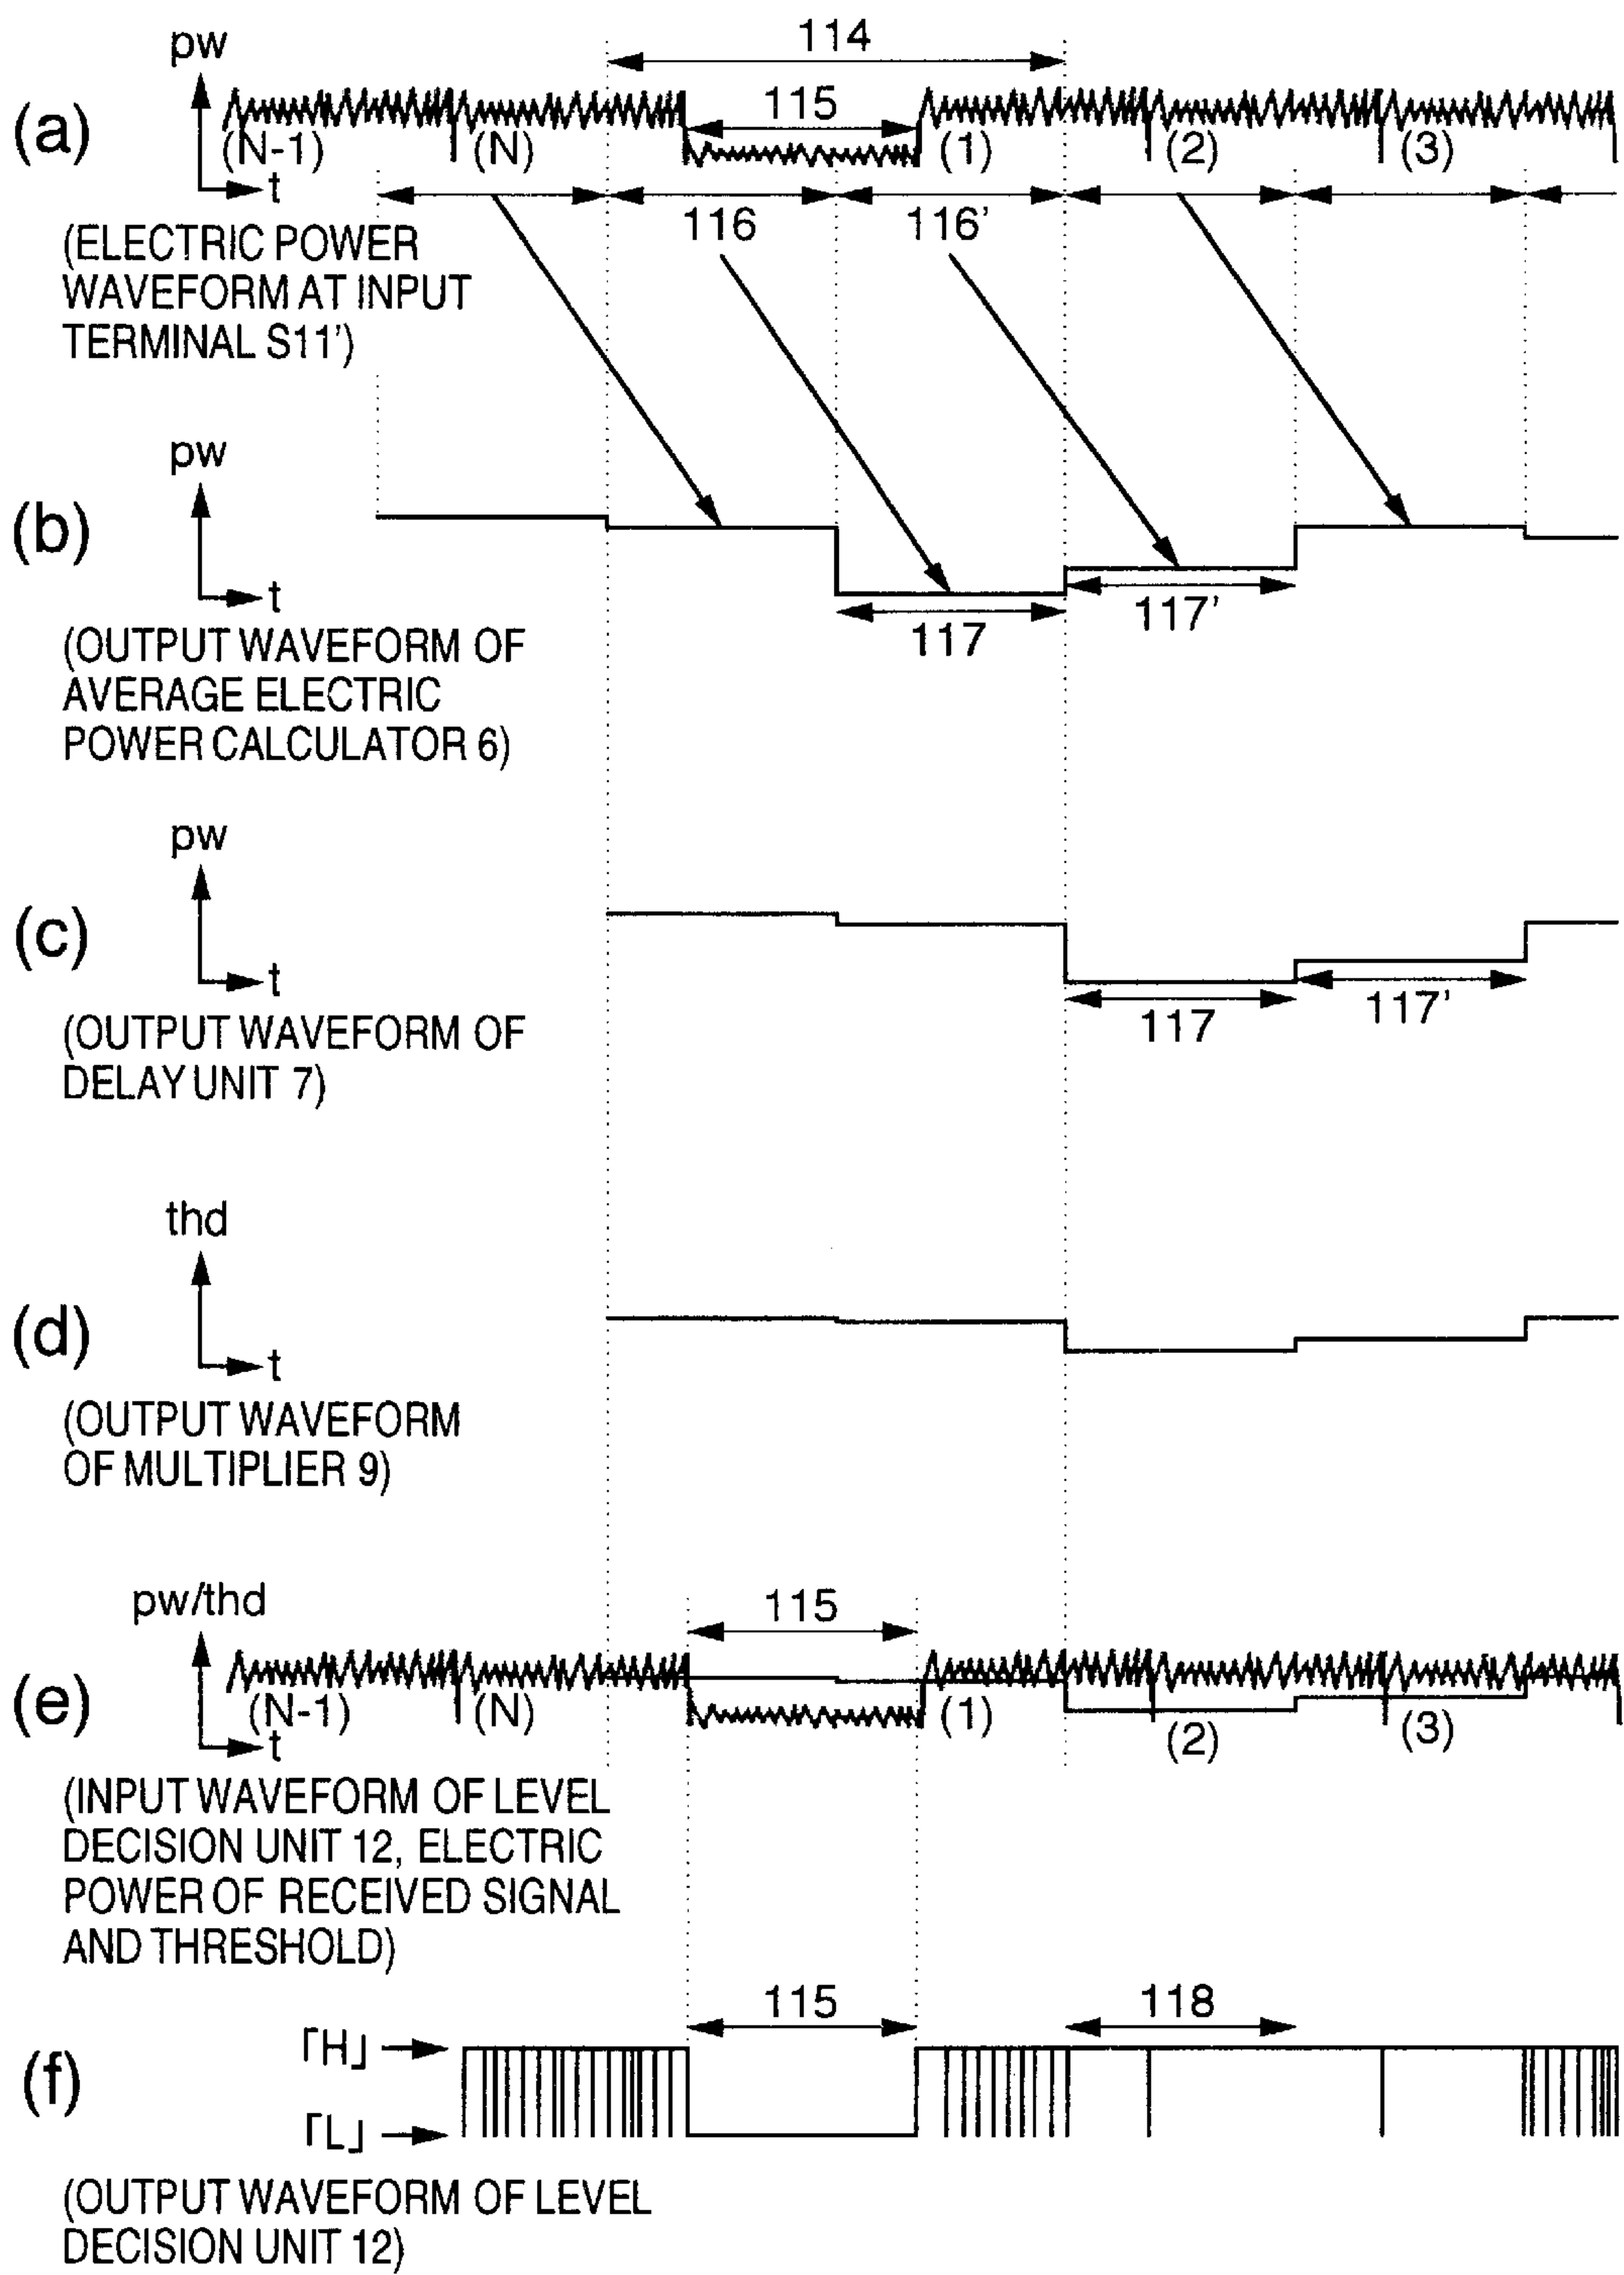 pw
114
(a)
115
(N-1)
(N)
(1)
(2)
(3)
t
116
116'
(ELECTRIC POWER
WAVEFORM AT INPUT
TERMINAL S11')
pw
(b)
t
117
117'
(OUTPUT WAVEFORM OF
AVERAGE ELECTRIC
POWER CALCULATOR 6)
pw
(c)
t
117
117'
(OUTPUT WAVEFORM OF
DELAY UNIT 7)
thd
(d)
t
(OUTPUT WAVEFORM
OF MULTIPLIER 9)
pw/thd
115
(e)
(N-1)
(N)
(1)
(2)
(3)
t
(INPUT WAVEFORM OF LEVEL
DECISION UNIT 12, ELECTRIC
POWER OF RECEIVED SIGNAL
AND THRESHOLD)
115
118
「H」
(f)
「L」
(OUTPUT WAVEFORM OF LEVEL
DECISION UNIT 12)